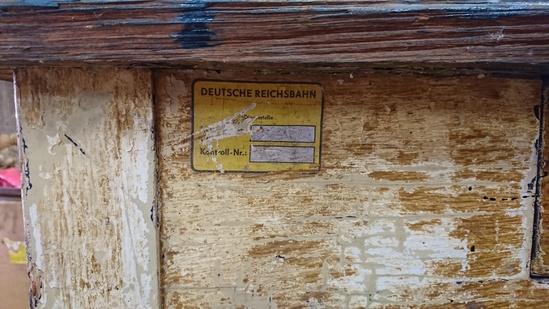 DEUTSCHE REICHSBAHN
Kontroll-Nr.: